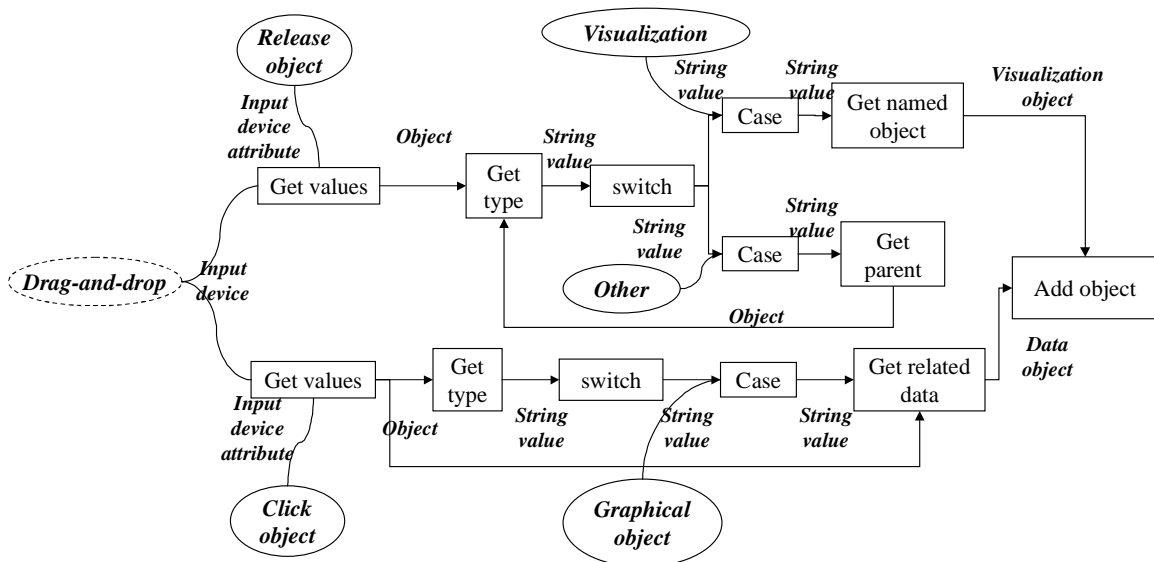 Release
object
Visualization
Input
device
attribute
String
value
String
value
Visualization
object
Case
Get named
object
Object
String
value
Get values
Get
type
switch
String
value
String
value
Case
Get
parent
Drag-and-drop
Input
device
Other
Object
Add object
Get values
Get
type
switch
Case
Get related
data
Data
object
Input
device
attribute
Object
String
value
String
value
String
value
Click
object
Graphical
object